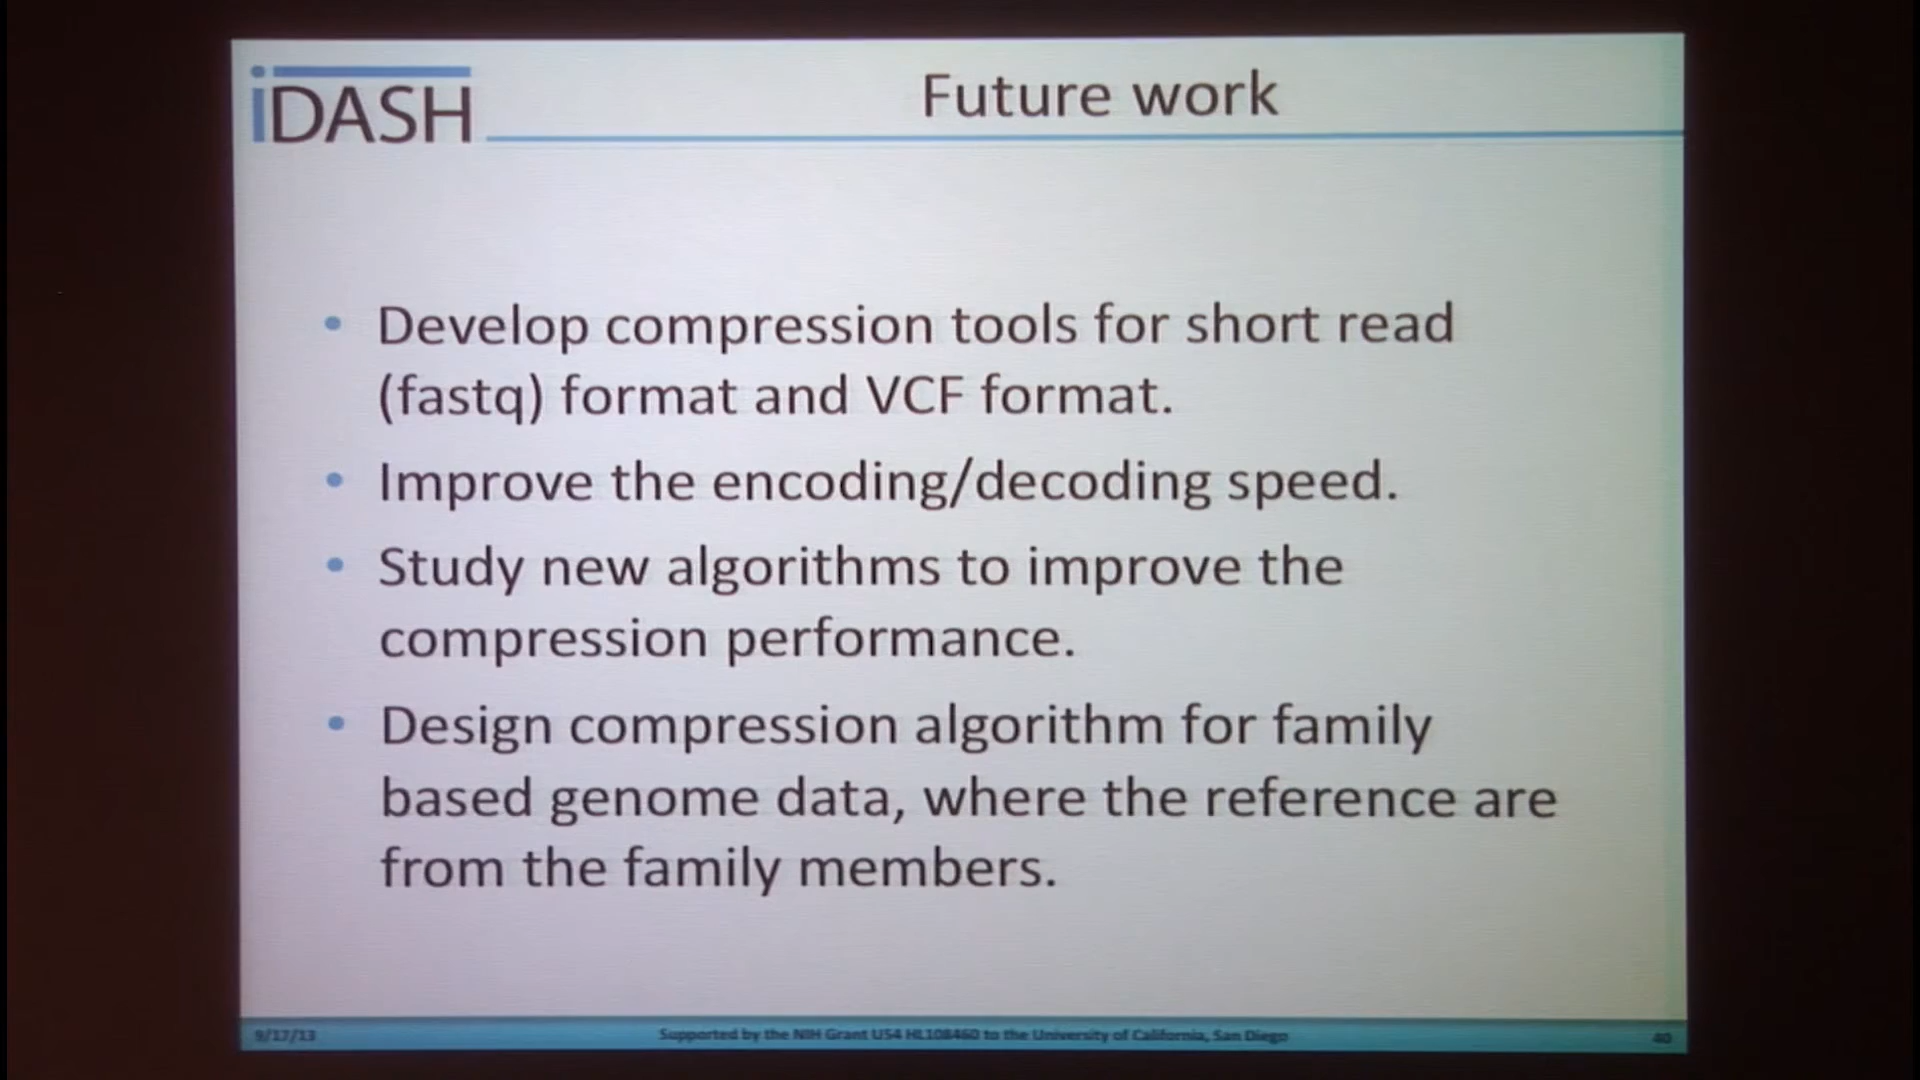 iDASH
Future work
• Develop compression tools for short read
(fastq) format and VCF format.
• Improve the encoding/decoding speed.
• Study new algorithms to improve the
compression performance.
• Design compression algorithm for family
based genome data, where the reference are
from the family members.
9/17/13
Supported by the NIH Grant U54 HL108460 to the University of California, San Diego
40